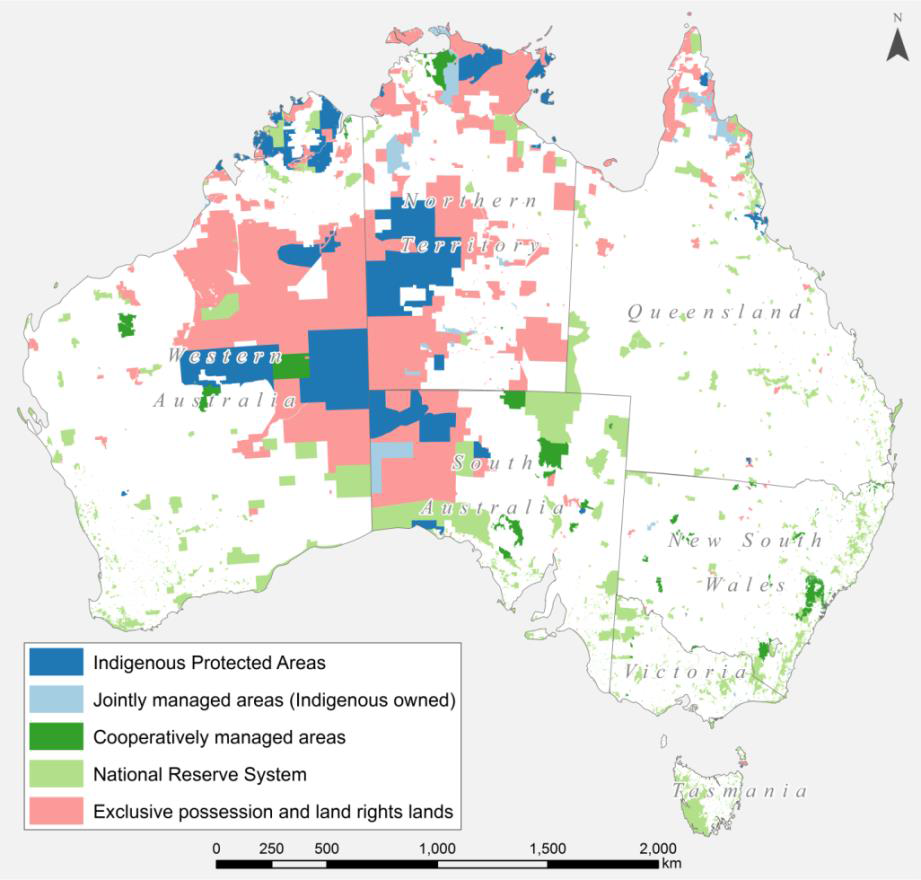 N
Northern
Territory
Queensland
Western
Australia
South
Australia
New South
Wales
Victoria
Tasmania
Indigenous Protected Areas
Jointly managed areas (Indigenous owned)
Cooperatively managed areas
National Reserve System
Exclusive possession and land rights lands
0 250 500 1,000 1,500 2,000
km